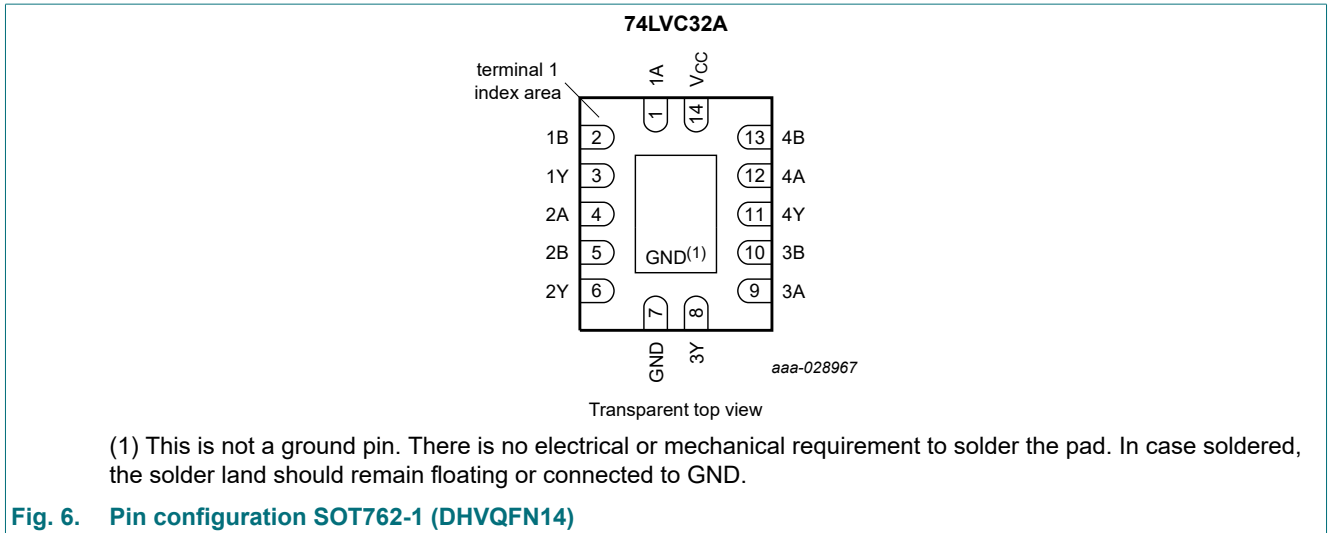 74LVC32A
terminal 1
index area
1A
VCC
1
14
1B 2
13 4B
1Y 3
12 4A
2A 4
11 4Y
2B 5
GND(1)
10 3B
2Y 6
9 3A
7
8
GND
3Y
aaa-028967
Transparent top view
(1) This is not a ground pin. There is no electrical or mechanical requirement to solder the pad. In case soldered,
the solder land should remain floating or connected to GND.
Fig. 6. Pin configuration SOT762-1 (DHVQFN14)